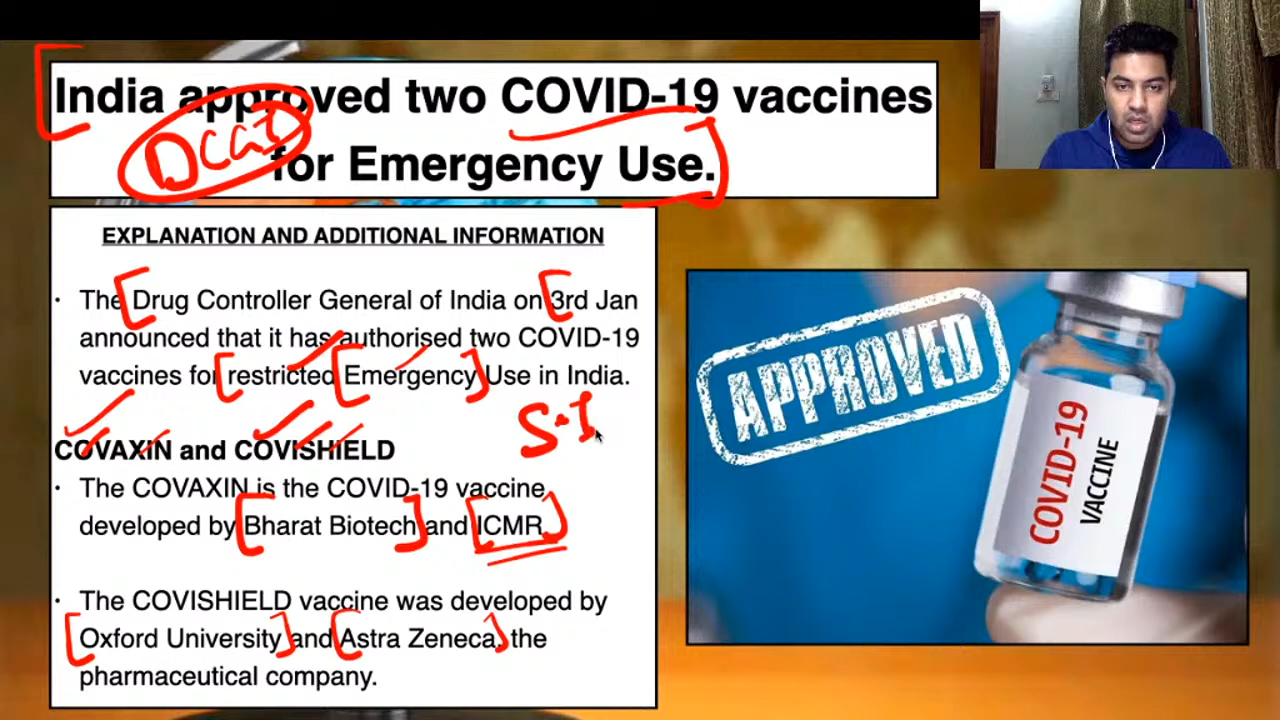 India approved two COVID-19 vaccines
DCGI
for Emergency Use.
EXPLANATION AND ADDITIONAL INFORMATION
• The Drug Controller General of India on 3rd Jan
announced that it has authorised two COVID-19
vaccines for restricted Emergency Use in India.
S.I
COVAXIN and COVISHIELD
• The COVAXIN is the COVID-19 vaccine
developed by Bharat Biotech and ICMR.
• The COVISHIELD vaccine was developed by
Oxford University and Astra Zeneca, the
pharmaceutical company.
APPROVED
COVID-19
VACCINE